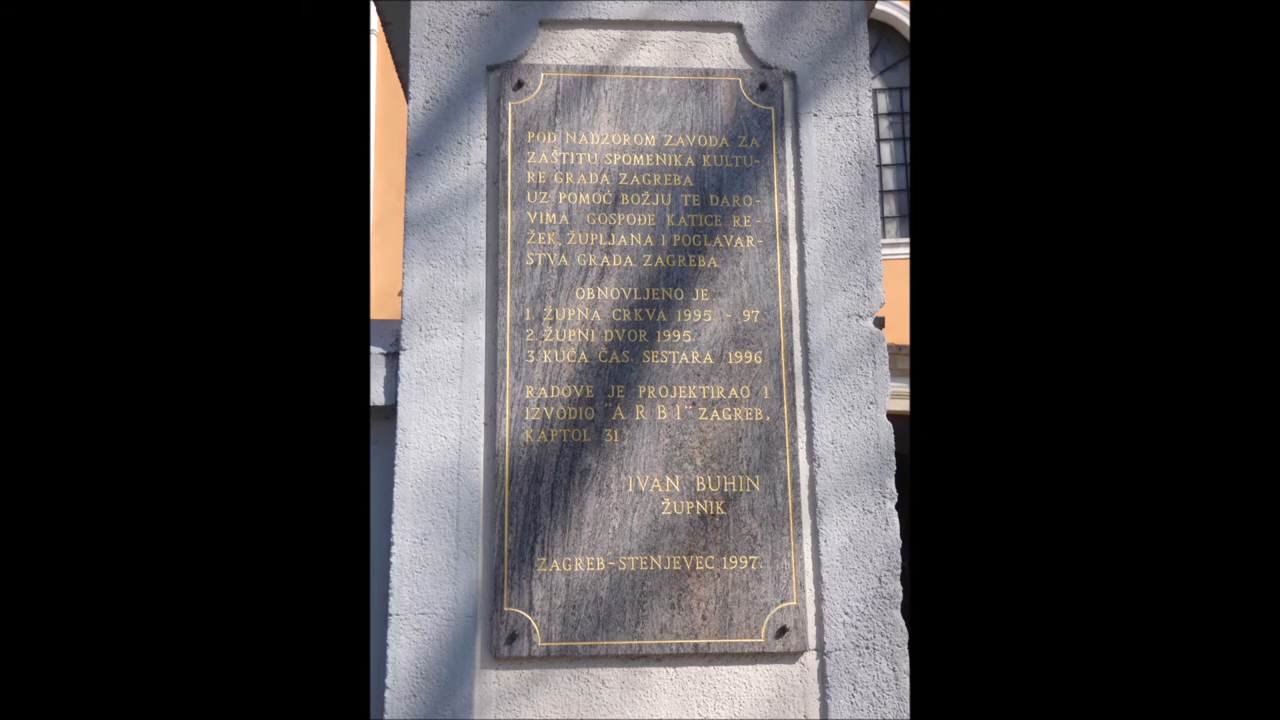 POD NADZOROM ZAVODA ZA
ZAŠTITU SPOMENIKA KULTU-
RE GRADA ZAGREBA
UZ POMOĆ BOŽJU TE DARO-
VIMA: GOSPOĐE KATICE RE-
ŽEK, ŽUPLJANA I POGLAVAR-
STVA GRADA ZAGREBA
OBNOVLJENO JE:
1. ŽUPNA CRKVA 1995. - 97.
2. ŽUPNI DVOR 1995.
3. KUĆA ČAS. SESTARA 1996
RADOVE JE PROJEKTIRAO I
IZVODIO "ARBI" ZAGREB,
KAPTOL 31.
IVAN BUHIN
ŽUPNIK
ZAGREB-STENJEVEC 1997.